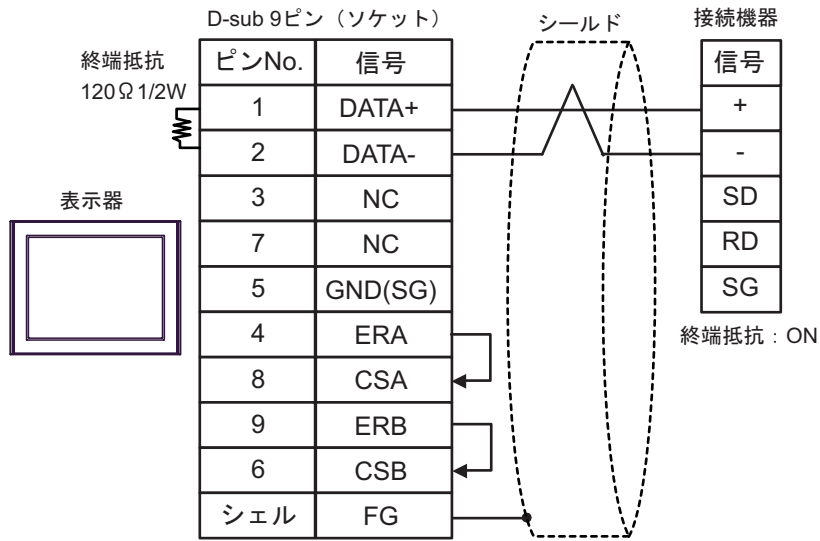 D-sub 9ピン（ソケット）
シールド
接続機器
終端抵抗
120Ω1/2W
ピンNo. 信号
1 DATA+
2 DATA-
3 NC
7 NC
5 GND(SG)
4 ERA
8 CSA
9 ERB
6 CSB
シェル FG
表示器
信号
+
-
SD
RD
SG
終端抵抗：ON